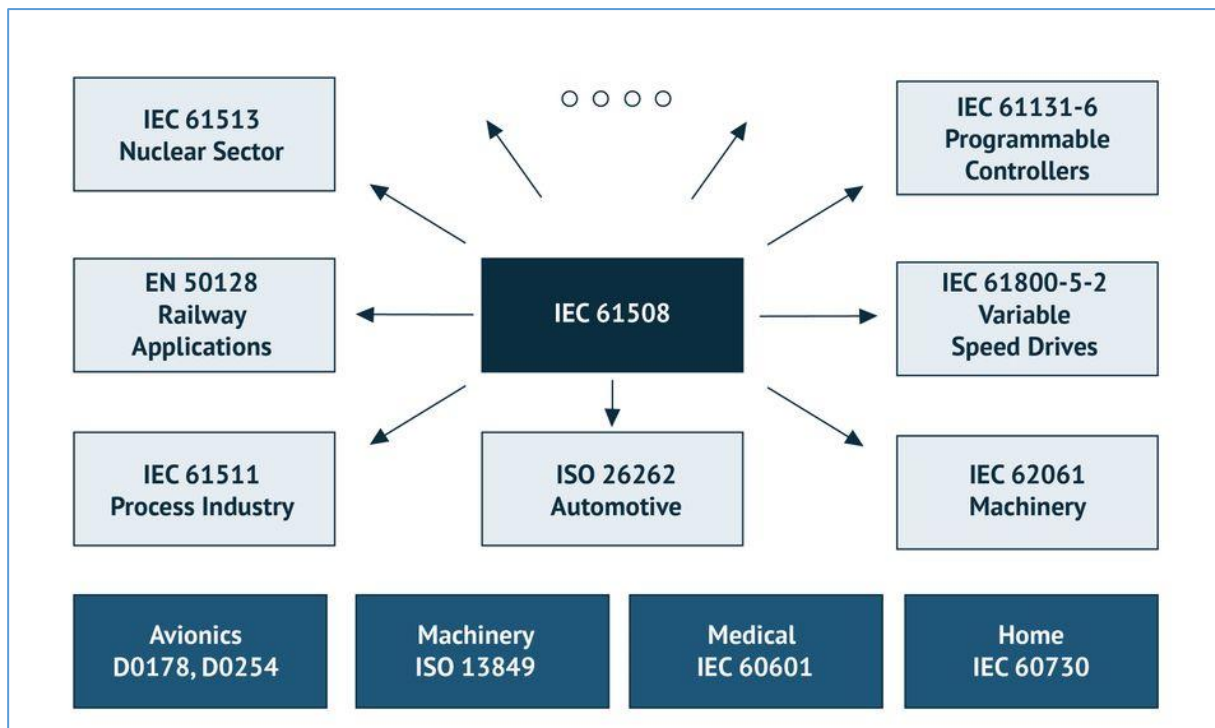 IEC 61513
Nuclear Sector
IEC 61131-6
Programmable
Controllers
EN 50128
Railway
Applications
IEC 61508
IEC 61800-5-2
Variable
Speed Drives
IEC 61511
Process Industry
ISO 26262
Automotive
IEC 62061
Machinery
Avionics
D0178, D0254
Machinery
ISO 13849
Medical
IEC 60601
Home
IEC 60730